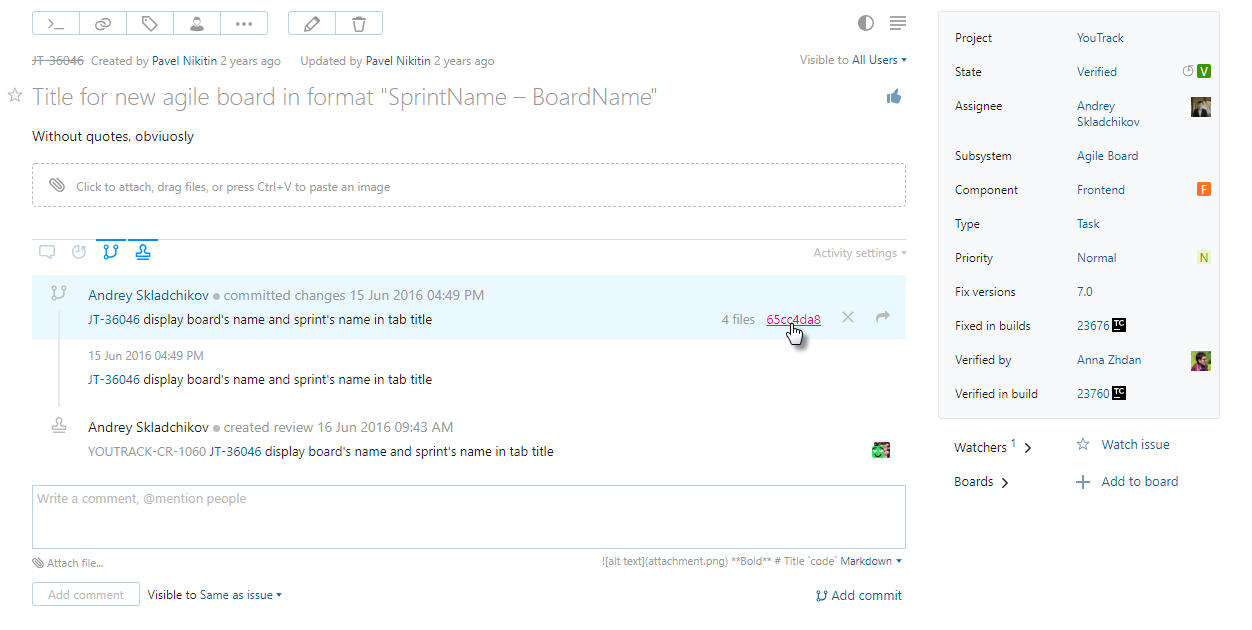 JT-36046 Created by Pavel Nikitin 2 years ago Updated by Pavel Nikitin 2 years ago Visible to All Users
Title for new agile board in format "SprintName – BoardName"
Without quotes, obviuosly
Click to attach, drag files, or press Ctrl+V to paste an image
Activity settings
Andrey Skladchikov committed changes 15 Jun 2016 04:49 PM
JT-36046 display board's name and sprint's name in tab title 4 files 65cc4da8
15 Jun 2016 04:49 PM
JT-36046 display board's name and sprint's name in tab title
Andrey Skladchikov created review 16 Jun 2016 09:43 AM
YOUTRACK-CR-1060 JT-36046 display board's name and sprint's name in tab title
Write a comment, @mention people
Attach file... ![alt text](attachment.png) **Bold** # Title `code` Markdown
Add comment Visible to Same as issue Add commit
Project YouTrack
State Verified V
Assignee Andrey
Skladchikov
Subsystem Agile Board
Component Frontend F
Type Task
Priority Normal N
Fix versions 7.0
Fixed in builds 23676 TC
Verified by Anna Zhdan
Verified in build 23760 TC
Watchers 1 Watch issue
Boards Add to board